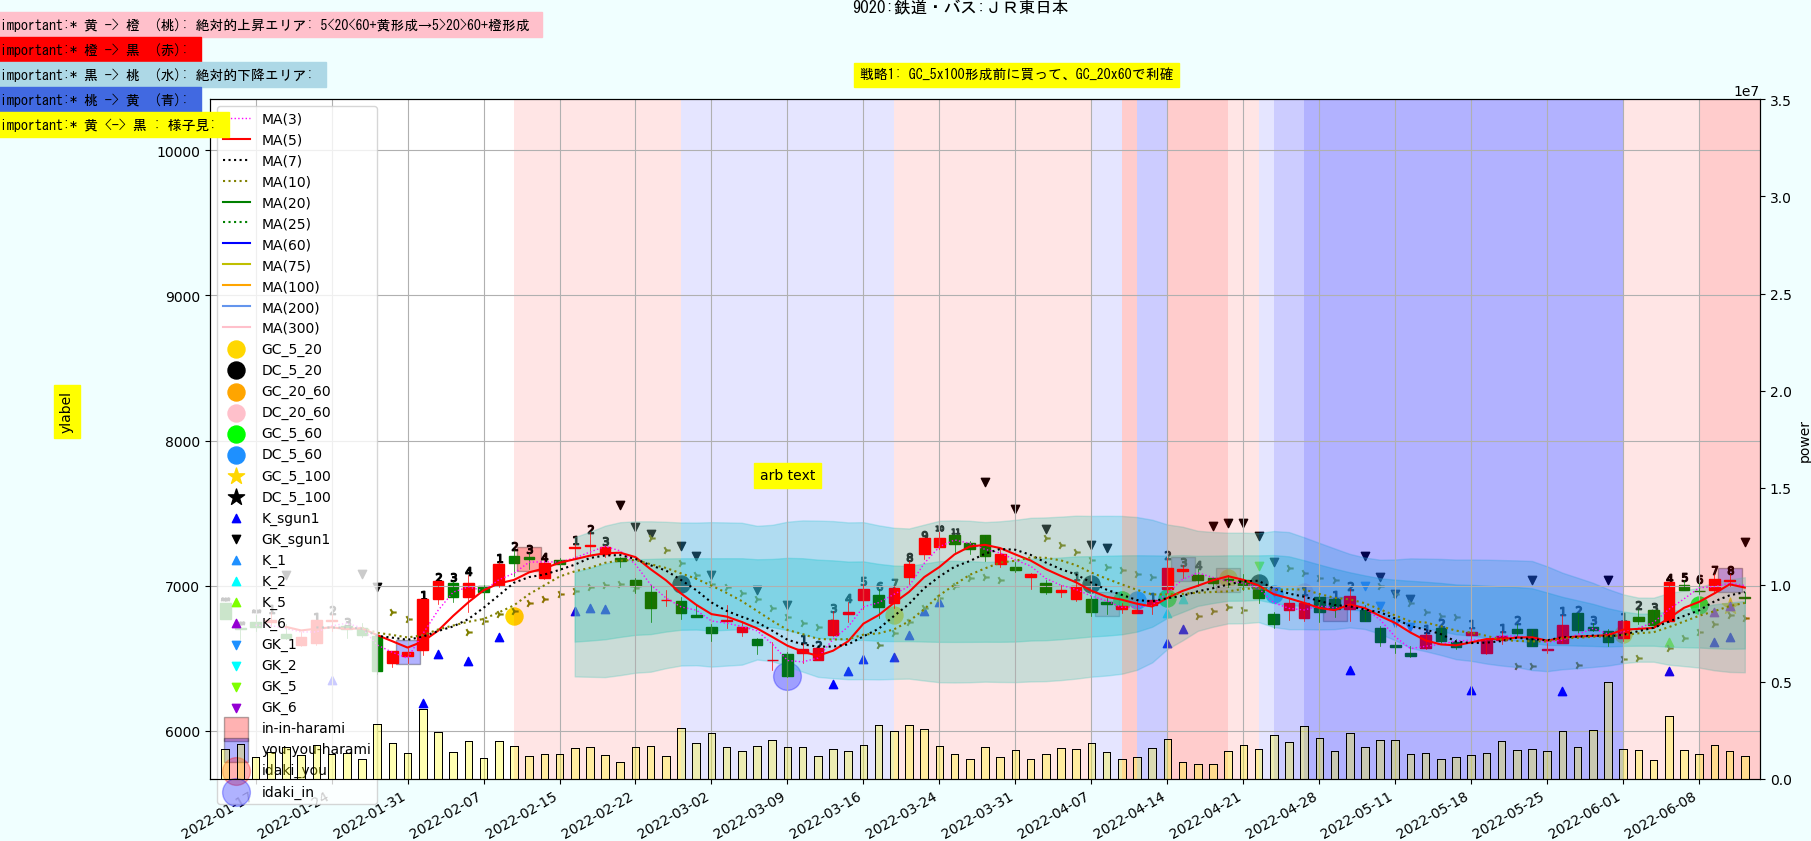 9020:鉄道・バス:ＪＲ東日本
important:* 黄 -> 橙 (桃): 絶対的上昇エリア: 5<20<60+黄形成→5>20>60+橙形成
important:* 橙 -> 黒 (赤):
important:* 黒 -> 桃 (水): 絶対的下降エリア:
important:* 桃 -> 黄 (青):
important:* 黄 <-> 黒 : 様子見:
戦略1: GC_5x100形成前に買って、GC_20x60で利確
1e7
MA(3)
MA(5)
MA(7)
MA(10)
MA(20)
MA(25)
MA(60)
MA(75)
MA(100)
MA(200)
MA(300)
GC_5_20
DC_5_20
GC_20_60
DC_20_60
GC_5_60
DC_5_60
GC_5_100
DC_5_100
K_sgun1
GK_sgun1
K_1
K_2
K_5
K_6
GK_1
GK_2
GK_5
GK_6
in-in-harami
you-you-harami
idaki_you
idaki_in
10000
9000
8000
7000
6000
ylabel
arb text
3.5
3.0
2.5
2.0
1.5
1.0
0.5
0.0
power
2022-01-17
2022-01-24
2022-01-31
2022-02-07
2022-02-15
2022-02-22
2022-03-02
2022-03-09
2022-03-16
2022-03-24
2022-03-31
2022-04-07
2022-04-14
2022-04-21
2022-04-28
2022-05-11
2022-05-18
2022-05-25
2022-06-01
2022-06-08